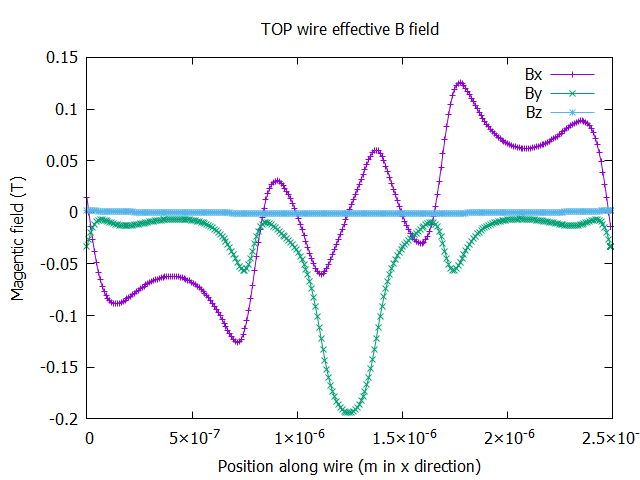 TOP wire effective B field
Bx
By
Bz
0.15
0.1
0.05
0
-0.05
-0.1
-0.15
-0.2
Magentic field (T)
0 5×10⁻⁷ 1×10⁻⁶ 1.5×10⁻⁶ 2×10⁻⁶ 2.5×10⁻
Position along wire (m in x direction)